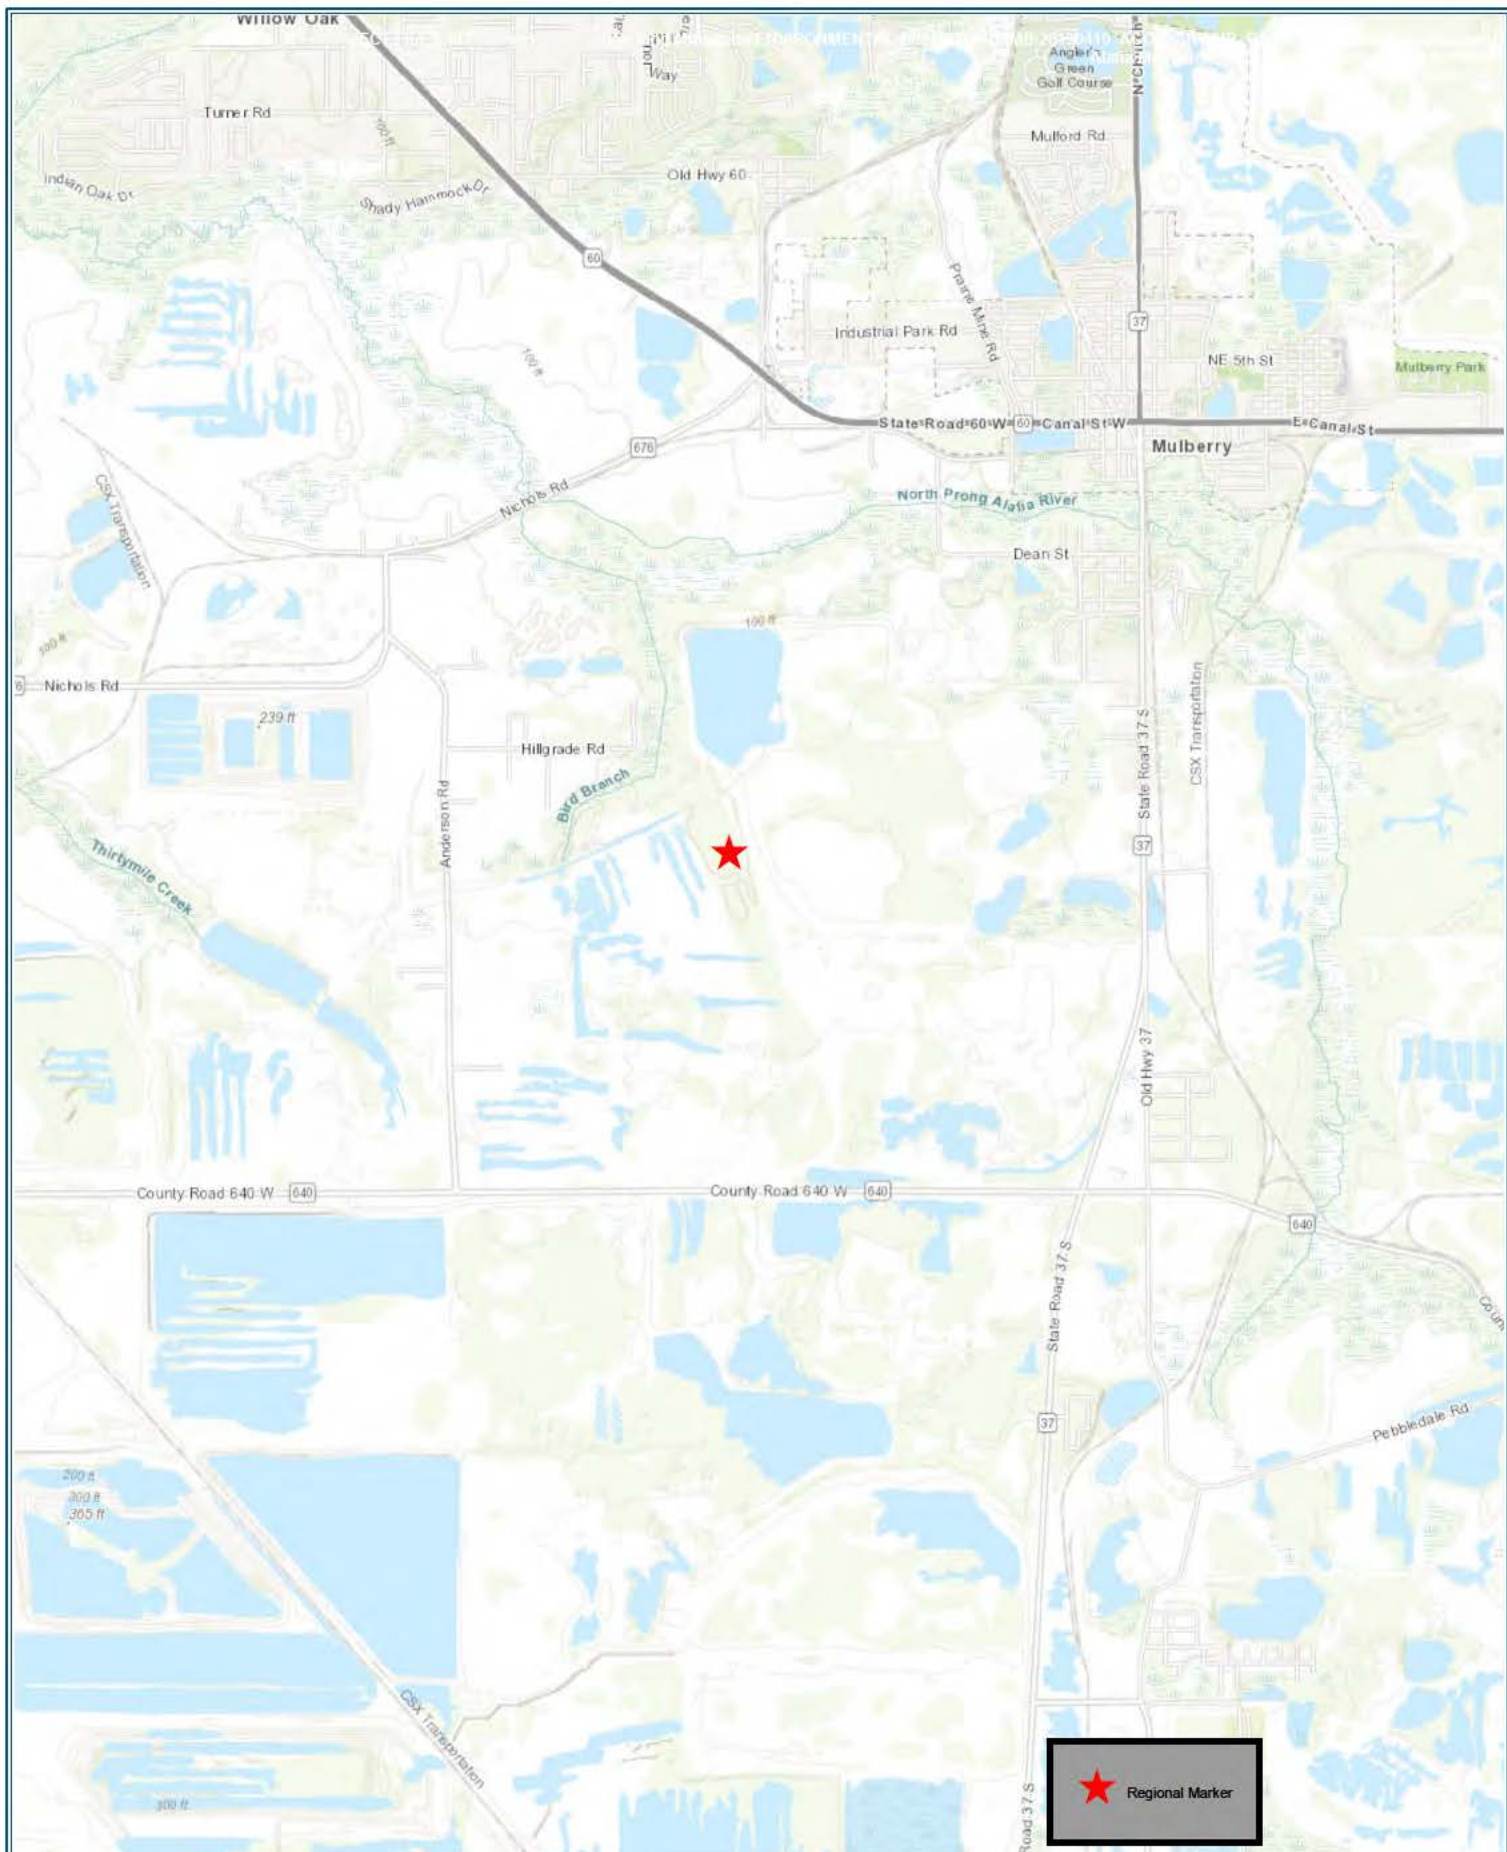 Willow Oak
Way
Angler's
Green
Golf Course
N Church
Turner Rd
100 ft
Mulford Rd
Old Hwy 60
Indian Oak Dr
Shady Hammock Dr
60
Prairie Mine Rd
Industrial Park Rd
37
NE 5th St
Mulberry Park
100 ft
State Road 60 W
60
Canal St W
E Canal St
676
Mulberry
CSX Transportation
Nichols Rd
North Prong Alafia River
Dean St
100 ft
100 ft
Nichols Rd
239 ft
Hillgrade Rd
Bird Branch
Anderson Rd
State Road 37 S
CSX Transportation
37
Thirtymile Creek
Old Hwy 37
County Road 640 W
640
County Road 640 W
640
640
State Road 37 S
37
Pebbledale Rd
200 ft
300 ft
365 ft
CSX Transportation
300 ft
Road 37 S
Regional Marker